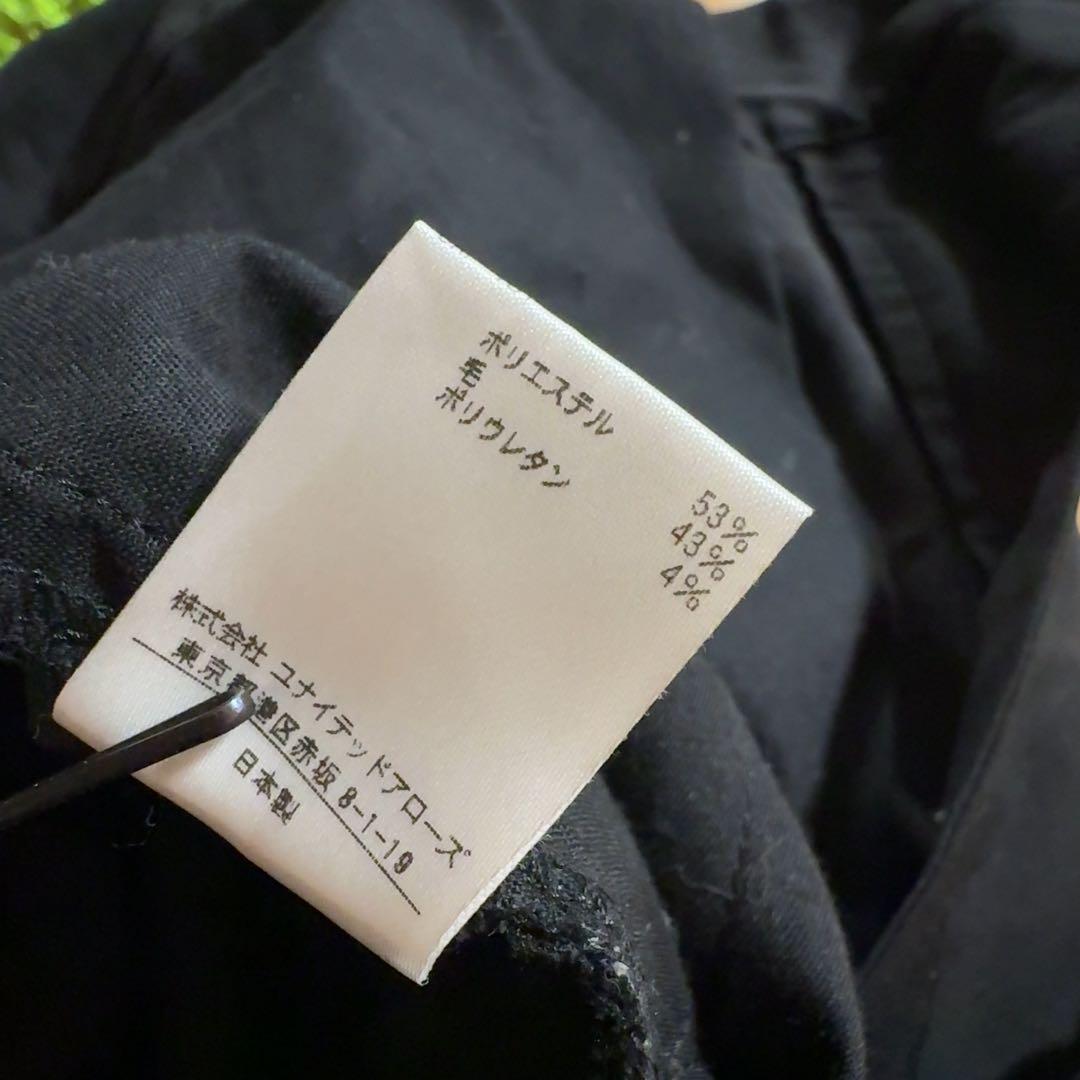 ポリエステル 53%
毛 43%
ポリウレタン 4%
株式会社 ユナイテッドアローズ
東京都港区赤坂 8-1-19
日本製